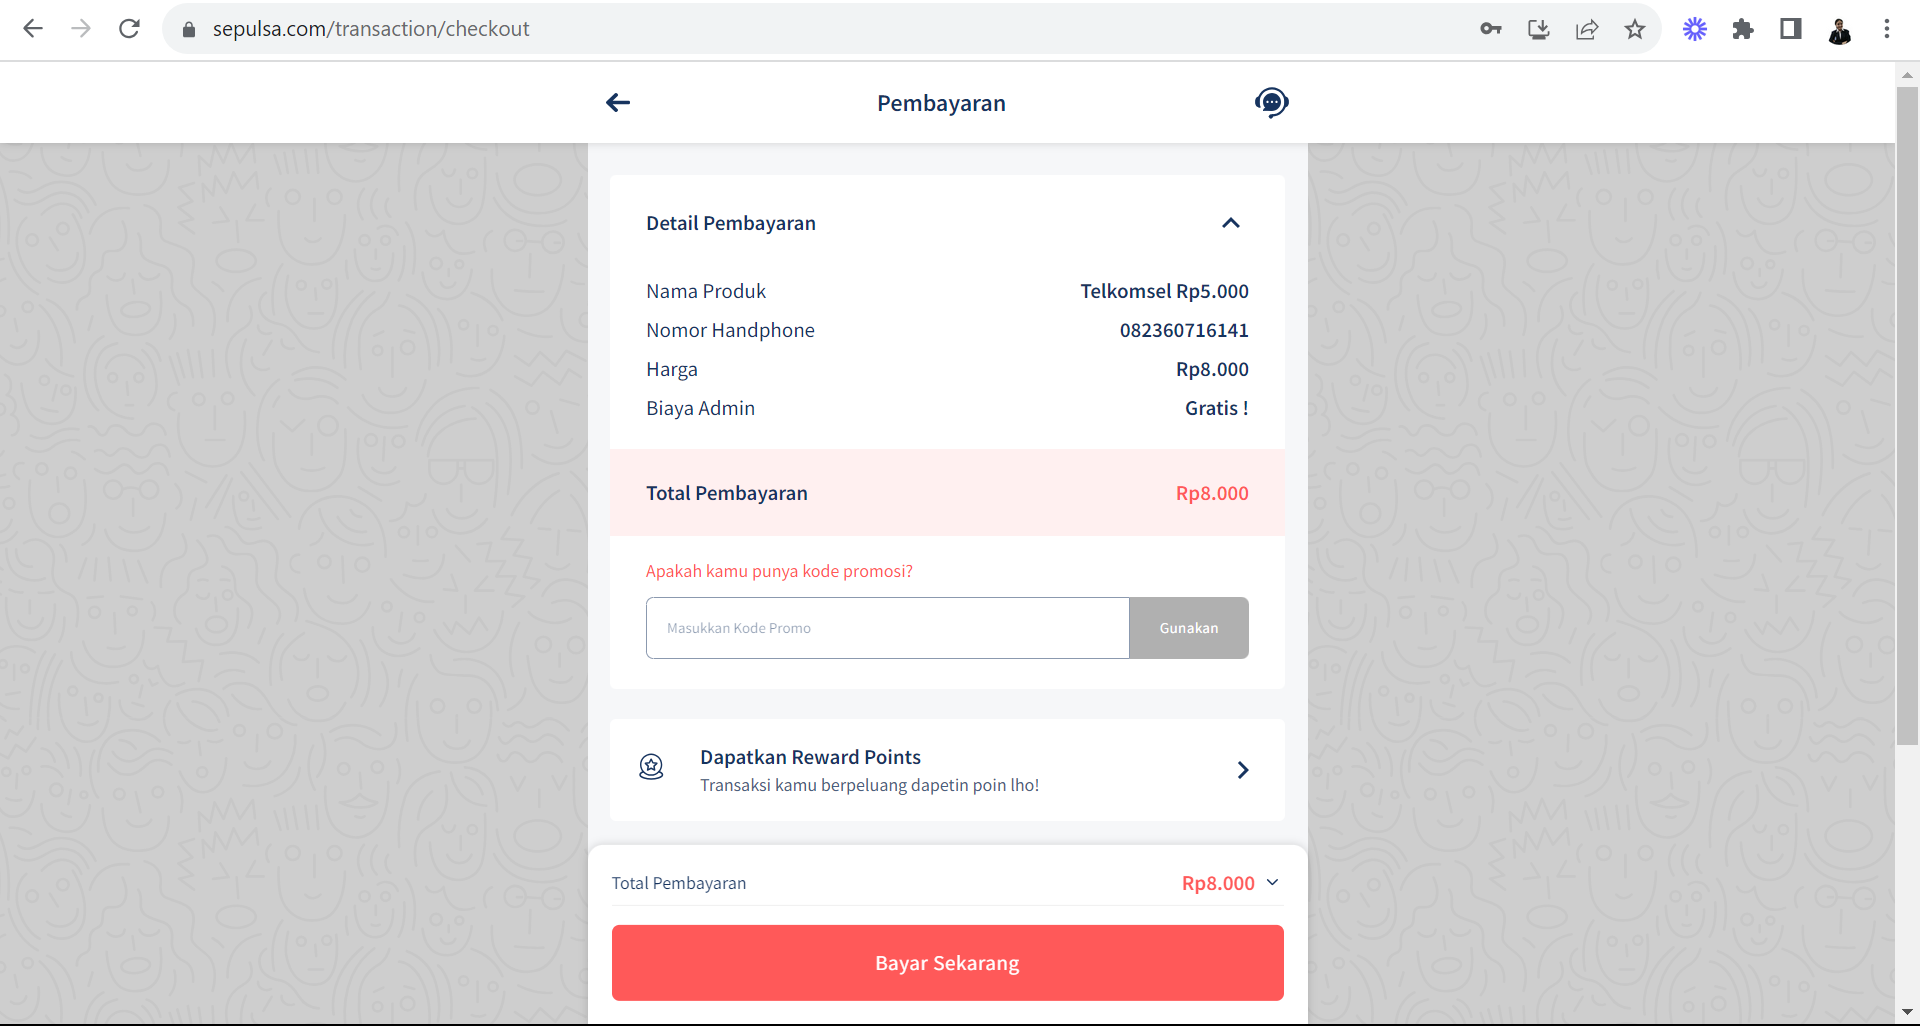 sepulsa.com/transaction/checkout
Pembayaran
Detail Pembayaran
Nama Produk Telkomsel Rp5.000
Nomor Handphone 082360716141
Harga Rp8.000
Biaya Admin Gratis !
Total Pembayaran Rp8.000
Apakah kamu punya kode promosi?
Masukkan Kode Promo Gunakan
Dapatkan Reward Points
Transaksi kamu berpeluang dapetin poin lho!
Total Pembayaran Rp8.000
Bayar Sekarang